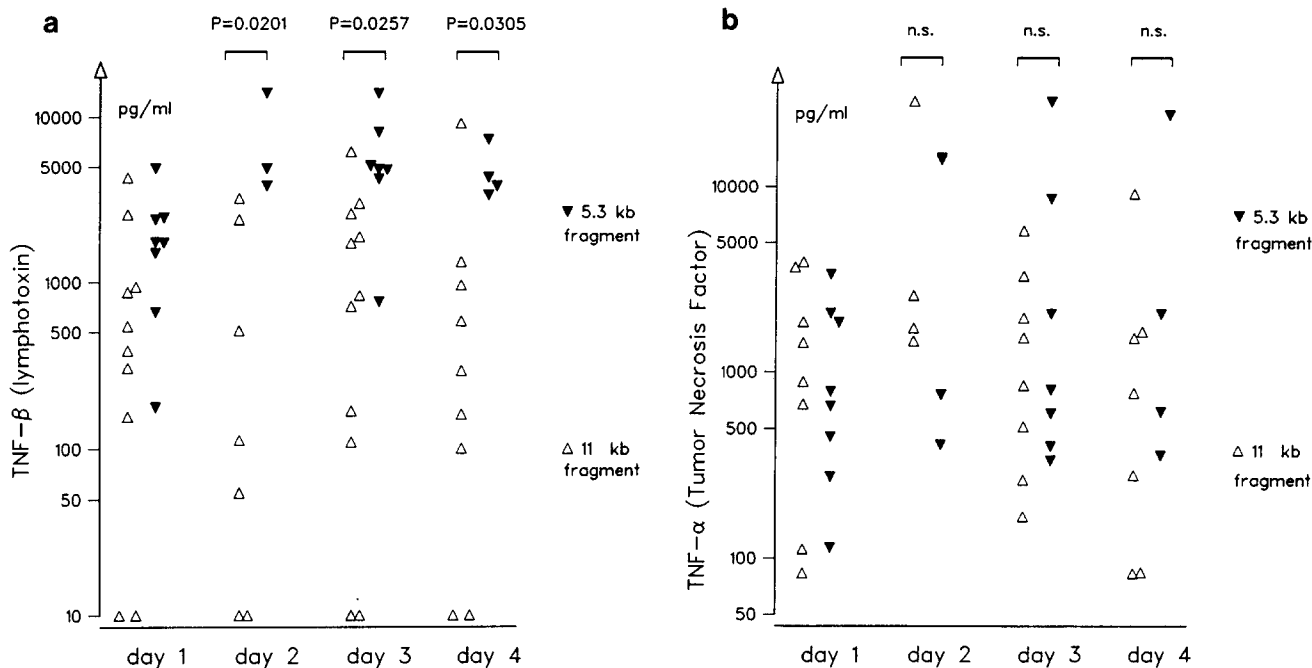 a
P=0.0201 P=0.0257 P=0.0305
pg/ml
10000
5000
1000
500
100
50
10
TNF-β (lymphotoxin)
▼ 5.3 kb
fragment
△ 11 kb
fragment
day 1 day 2 day 3 day 4
b
n.s. n.s. n.s.
pg/ml
10000
5000
1000
500
100
50
TNF-α (Tumor Necrosis Factor)
▼ 5.3 kb
fragment
△ 11 kb
fragment
day 1 day 2 day 3 day 4